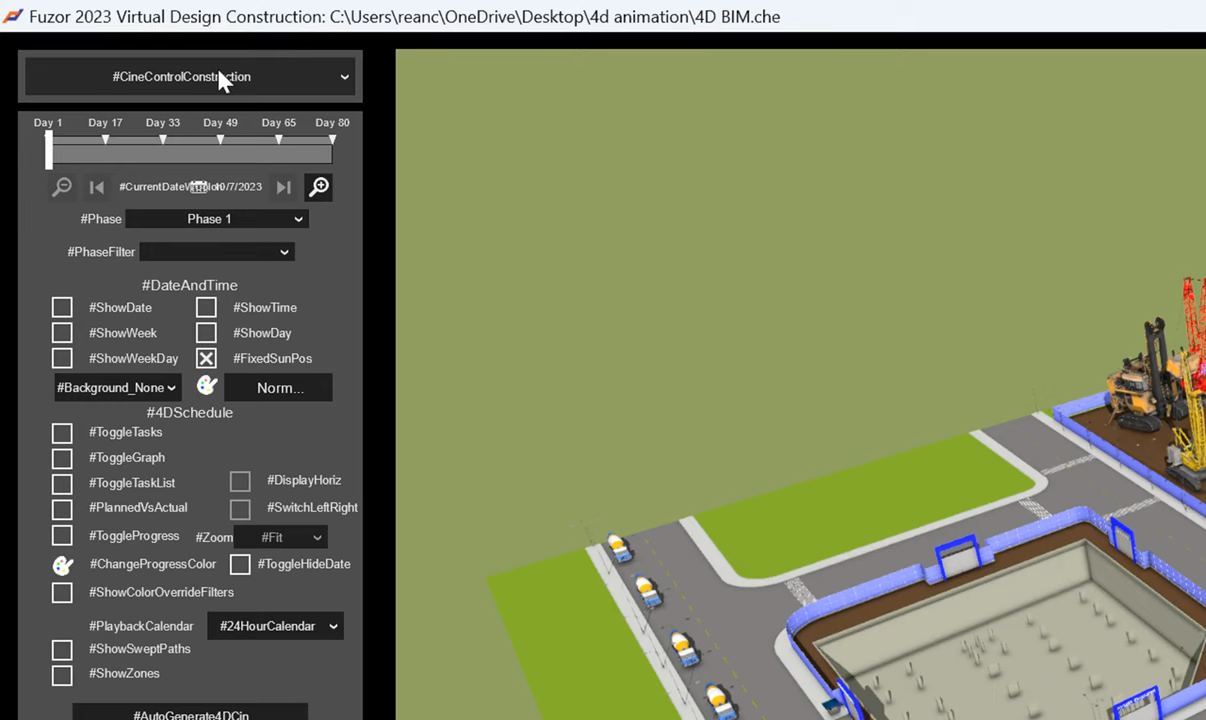 Fuzor 2023 Virtual Design Construction: C:\Users\reanc\OneDrive\Desktop\4d animation\4D BIM.che
#CineControlConstruction
Day 1 Day 17 Day 33 Day 49 Day 65 Day 80
10/7/2023
#Phase Phase 1
#PhaseFilter
#DateAndTime
#ShowDate #ShowTime
#ShowWeek #ShowDay
#ShowWeekDay #FixedSunPos
#Background_None Norm...
#4DSchedule
#ToggleTasks
#ToggleGraph
#ToggleTaskList #DisplayHoriz
#PlannedVsActual #SwitchLeftRight
#ToggleProgress #Zoom #Fit
#ChangeProgressColor #ToggleHideDate
#ShowColorOverrideFilters
#PlaybackCalendar #24HourCalendar
#ShowSweptPaths
#ShowZones
#AutoGenerate4DCin